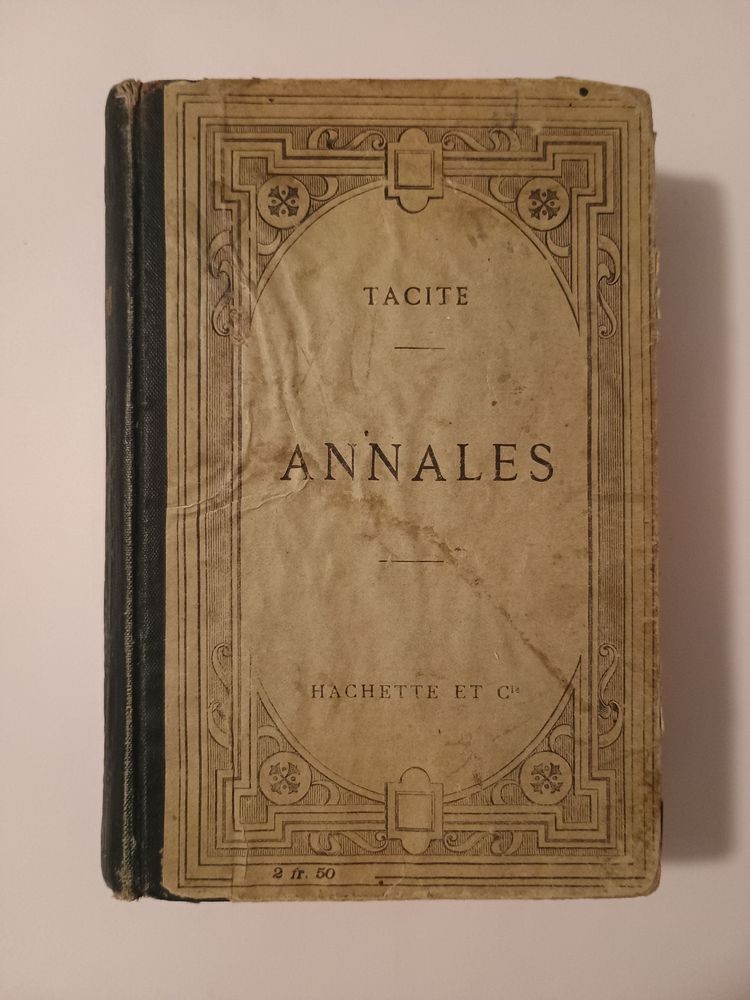 TACITE
ANNALES
HACHETTE ET Cie
2 fr. 50